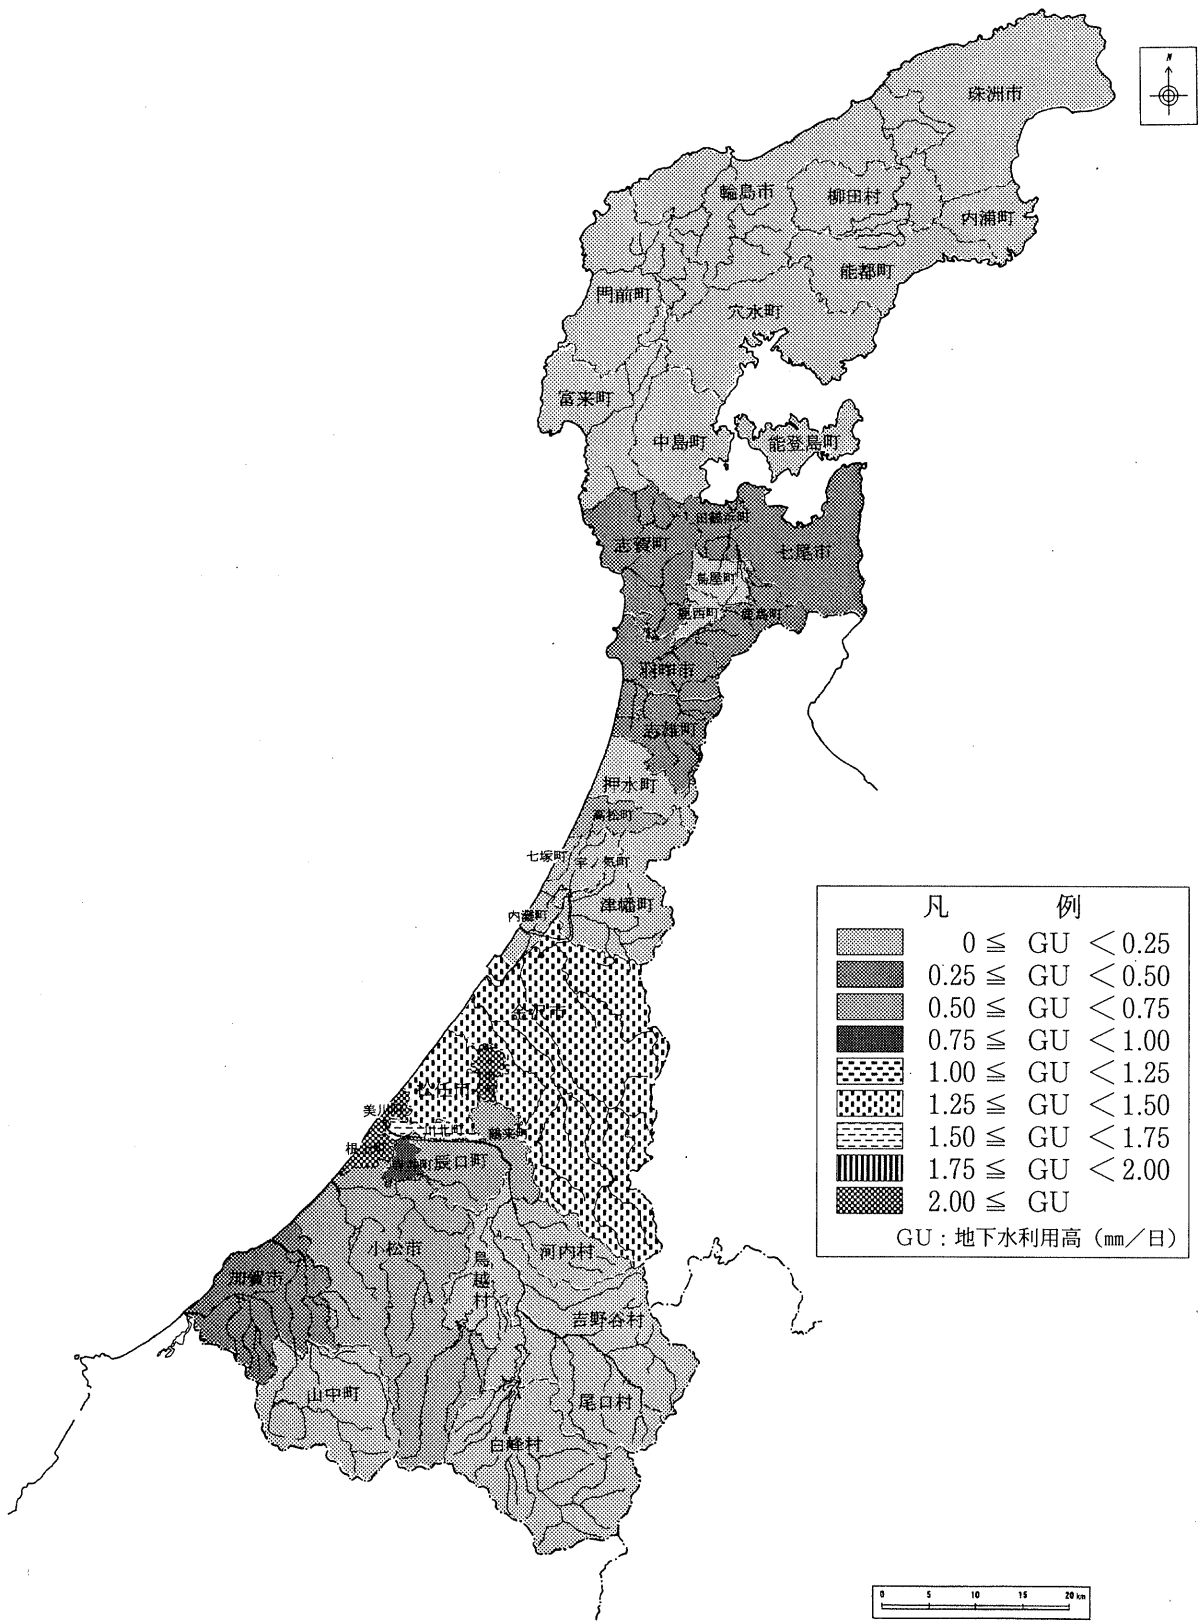 N
珠洲市
輪島市
柳田村
内浦町
能都町
門前町
穴水町
富来町
中島町
能登島町
田鶴浜町
志賀町
七尾市
鳥屋町
鹿西町
鹿島町
羽咋市
志雄町
押水町
高松町
七塚町
宇ノ気町
内灘町
津幡町
金沢市
松任市
美川町
川北町
鶴来町
辰口町
小松市
鳥越村
河内村
加賀市
吉野谷村
山中町
尾口村
白峰村
凡例
0 ≦ GU < 0.25
0.25 ≦ GU < 0.50
0.50 ≦ GU < 0.75
0.75 ≦ GU < 1.00
1.00 ≦ GU < 1.25
1.25 ≦ GU < 1.50
1.50 ≦ GU < 1.75
1.75 ≦ GU < 2.00
2.00 ≦ GU
GU：地下水利用高（mm／日）
0 5 10 15 20 km